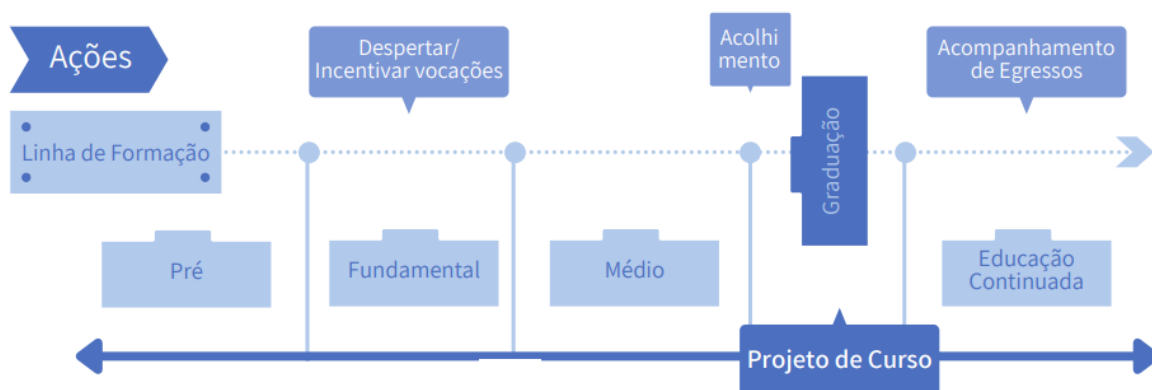 Ações
Despertar/
Incentivar vocações
Acolhi
mento
Acompanhamento
de Egressos
Linha de Formação
Graduação
Pré
Fundamental
Médio
Educação
Continuada
Projeto de Curso